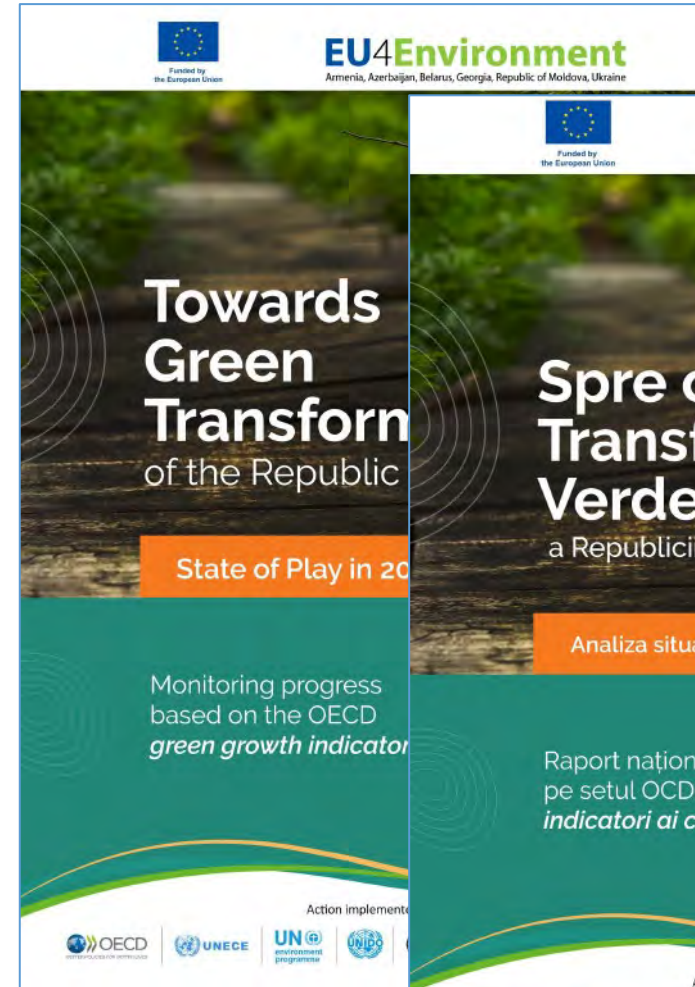 Funded by
the European Union
EU4Environment
Armenia, Azerbaijan, Belarus, Georgia, Republic of Moldova, Ukraine
Towards
Green
Transform
of the Republic
State of Play in 20
Monitoring progress
based on the OECD
green growth indicator
Action implemente
OECD
UNECE
UN
environment
programme
UNIDO
Funded by
the European Union
Spre o
Transf
Verde
a Republicii
Analiza situa
Raport națion
pe setul OCD
indicatori ai c